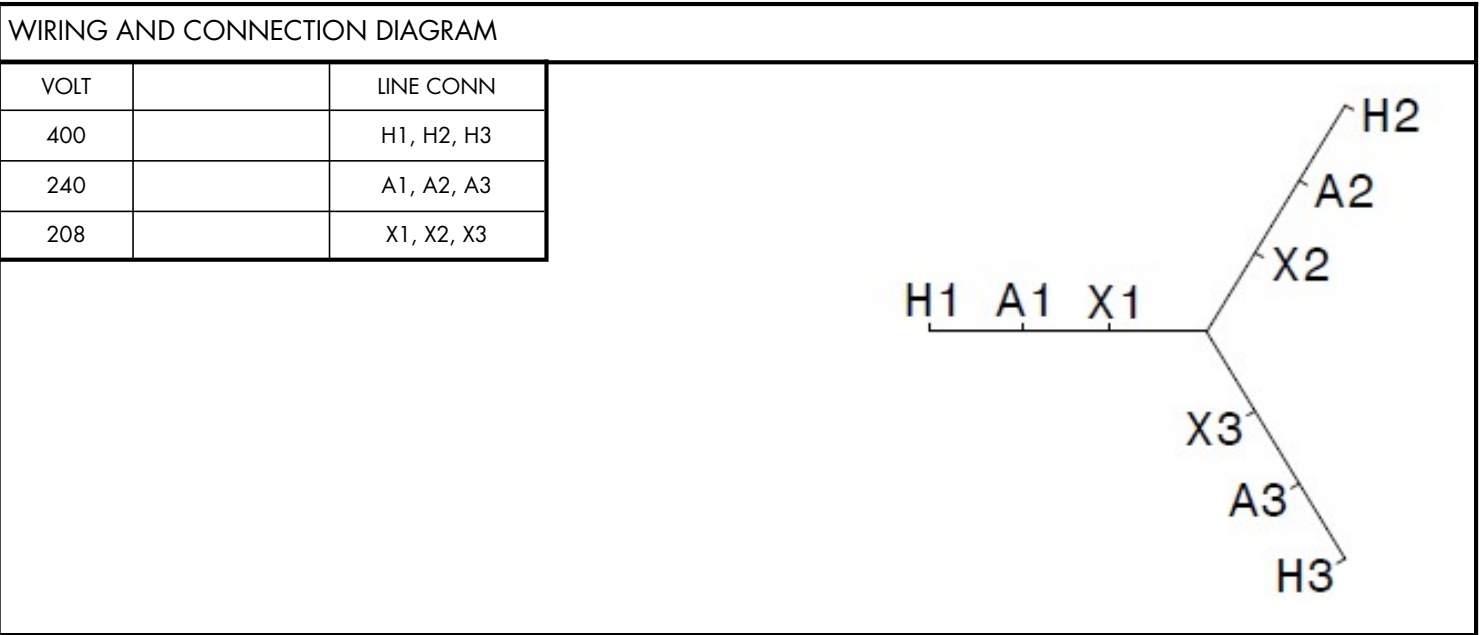 WIRING AND CONNECTION DIAGRAM
VOLT LINE CONN
400 H1, H2, H3
240 A1, A2, A3
208 X1, X2, X3
H2
A2
X2
H1 A1 X1
X3
A3
H3